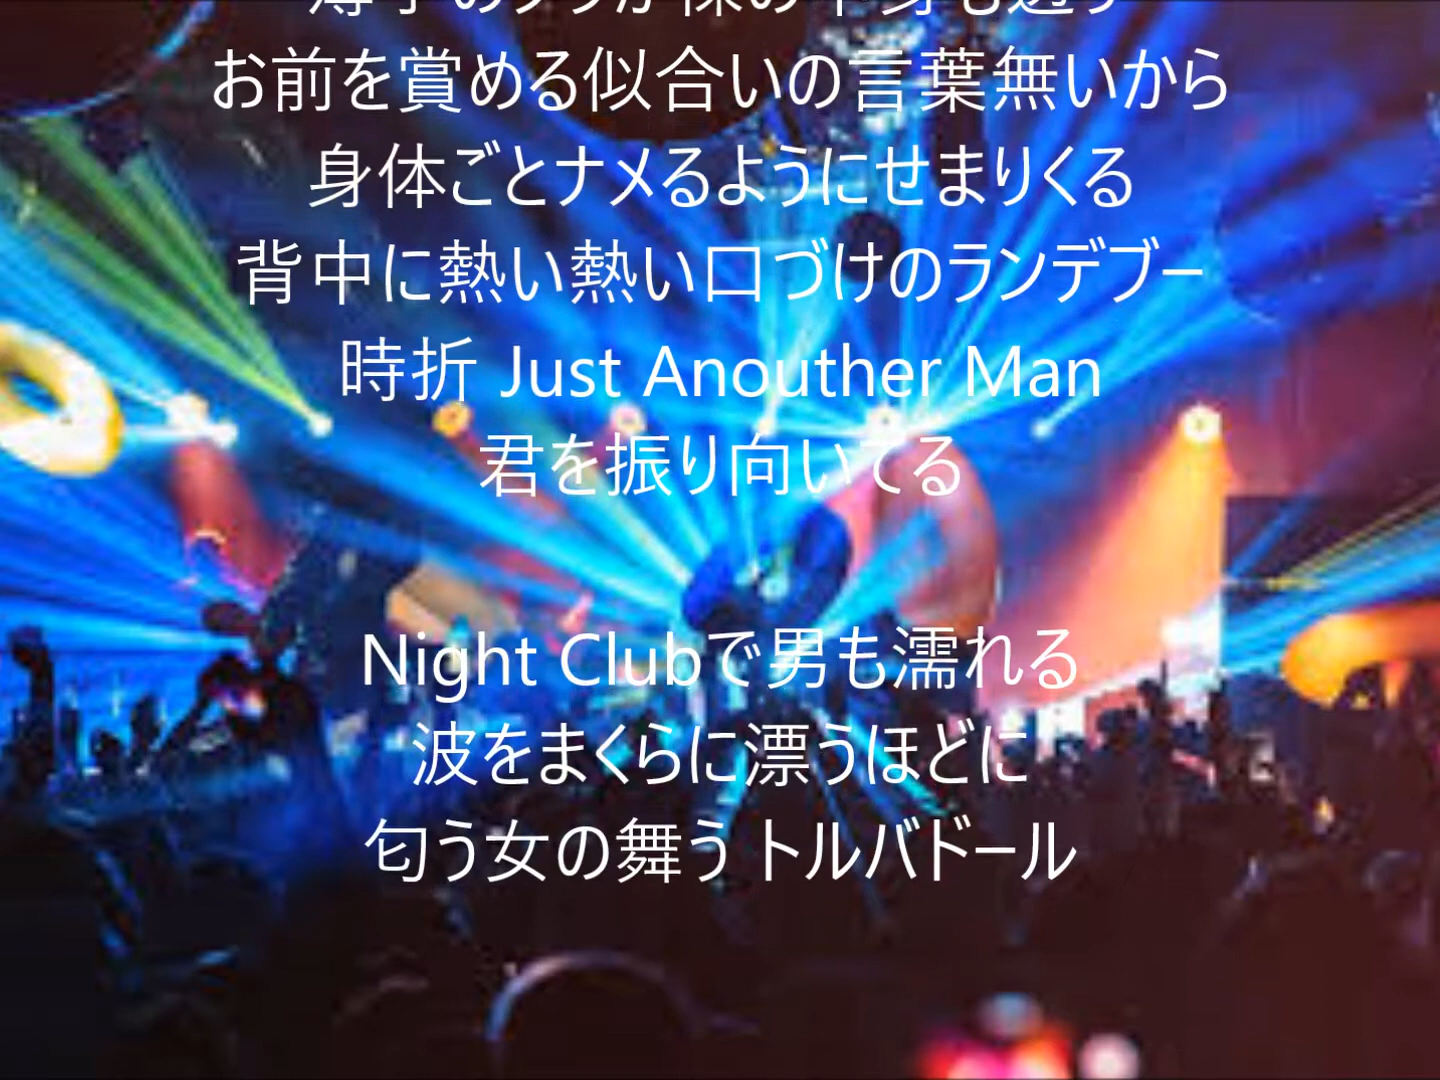 お前を賞める似合いの言葉無いから
身体ごとナメるようにせまりくる
背中に熱い熱い口づけのランデブー
時折 Just Anouther Man
君を振り向いてる
Night Clubで男も濡れる
波をまくらに漂うほどに
匂う女の舞うトルバドール